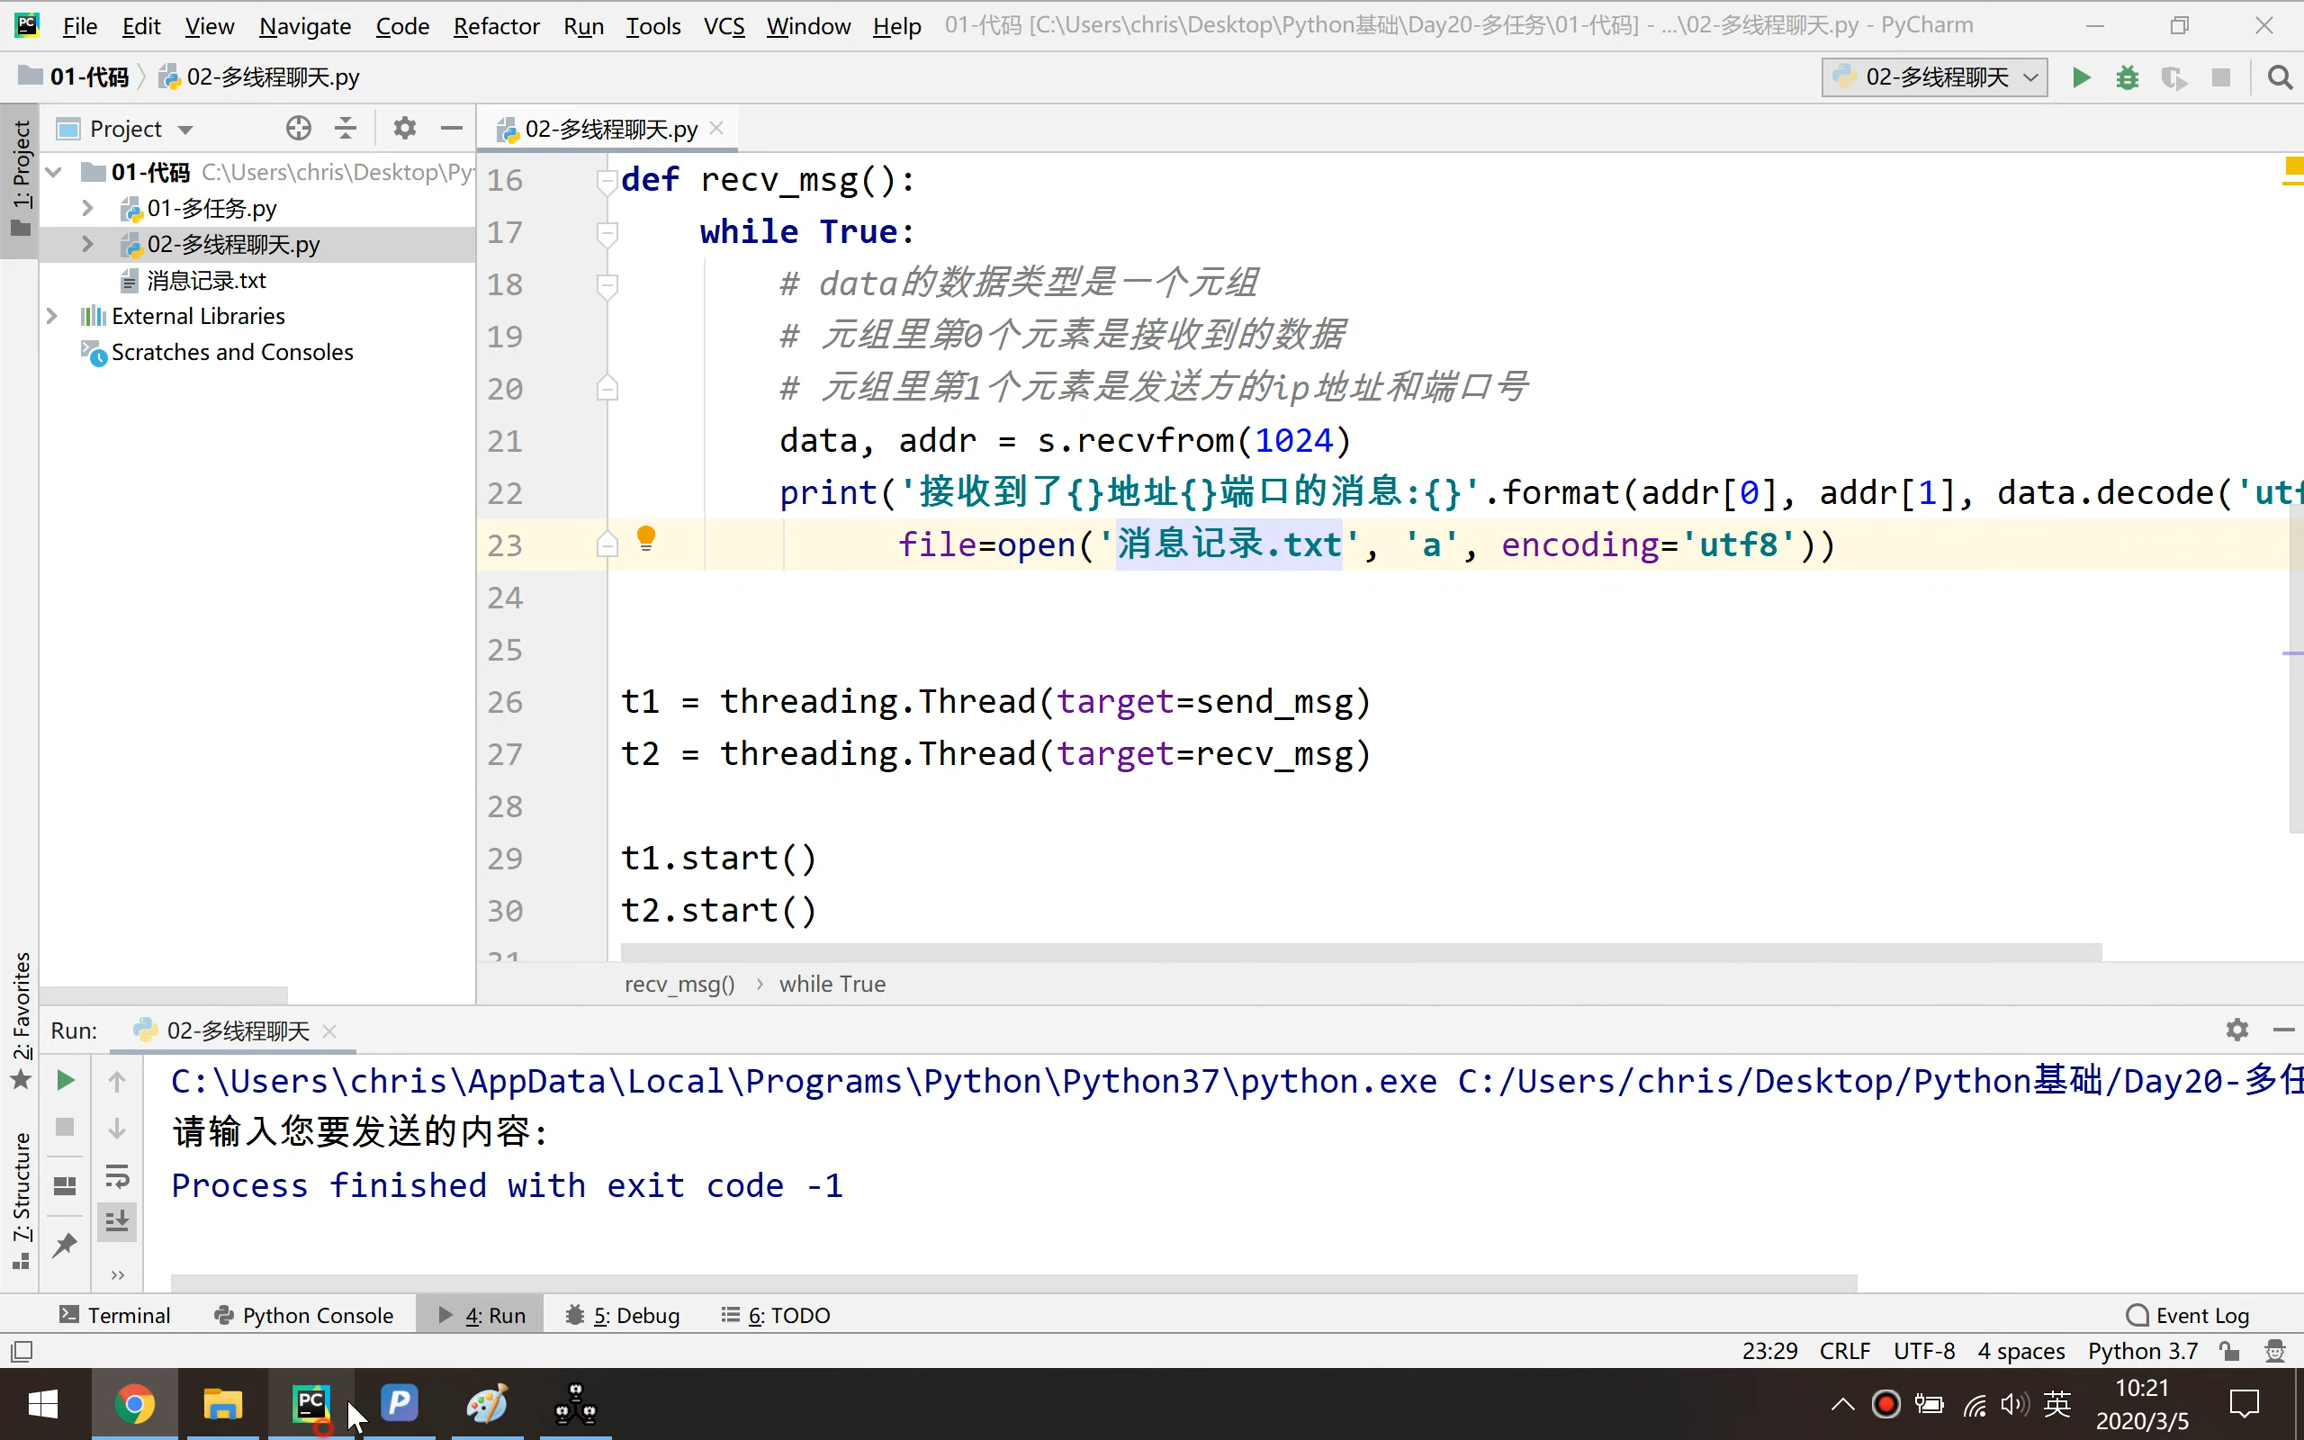 File Edit View Navigate Code Refactor Run Tools VCS Window Help 01-代码 [C:\Users\chris\Desktop\Python基础\Day20-多任务\01-代码] - ...\02-多线程聊天.py - PyCharm
01-代码 02-多线程聊天.py 02-多线程聊天
1: Project
Project
02-多线程聊天.py
01-代码 C:\Users\chris\Desktop\Py
01-多任务.py
02-多线程聊天.py
消息记录.txt
External Libraries
Scratches and Consoles
16 def recv_msg():
17 while True:
18 # data的数据类型是一个元组
19 # 元组里第0个元素是接收到的数据
20 # 元组里第1个元素是发送方的ip地址和端口号
21 data, addr = s.recvfrom(1024)
22 print('接收到了{}地址{}端口的消息:{}'.format(addr[0], addr[1], data.decode('utf
23 file=open('消息记录.txt', 'a', encoding='utf8'))
24
25
26 t1 = threading.Thread(target=send_msg)
27 t2 = threading.Thread(target=recv_msg)
28
29 t1.start()
30 t2.start()
31
recv_msg() › while True
2: Favorites
7: Structure
Run: 02-多线程聊天
C:\Users\chris\AppData\Local\Programs\Python\Python37\python.exe C:/Users/chris/Desktop/Python基础/Day20-多任
请输入您要发送的内容:
Process finished with exit code -1
Terminal Python Console 4: Run 5: Debug 6: TODO Event Log
23:29 CRLF UTF-8 4 spaces Python 3.7
英 10:21
2020/3/5